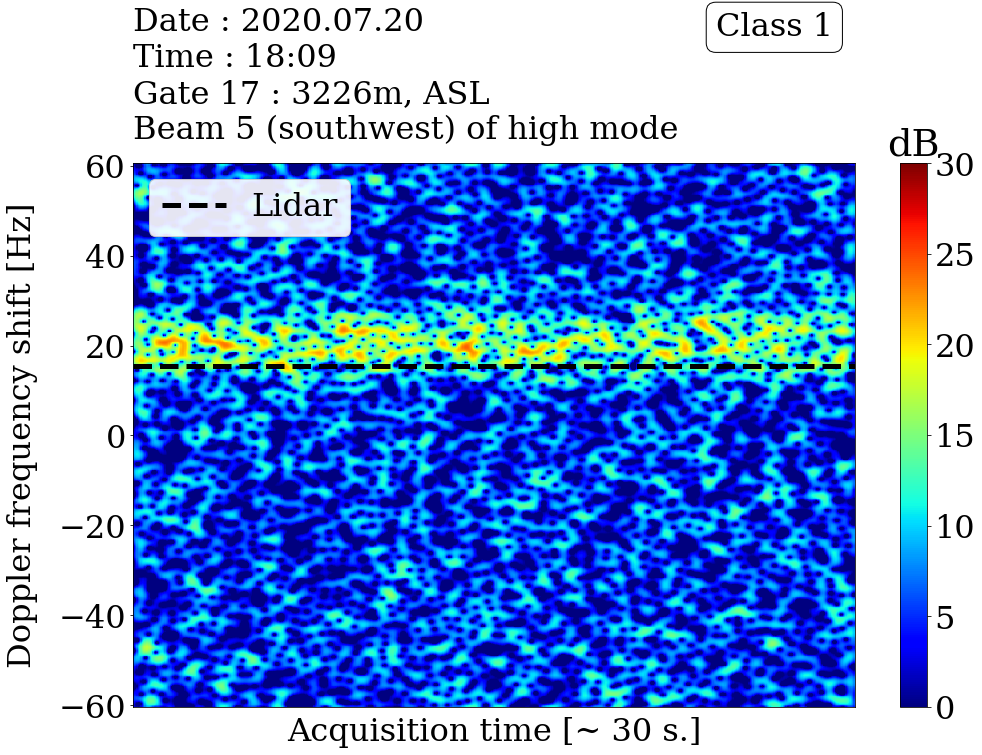 Date : 2020.07.20
Time : 18:09
Gate 17 : 3226m, ASL
Beam 5 (southwest) of high mode
Class 1
dB
Lidar
Doppler frequency shift [Hz]
60
40
20
0
−20
−40
−60
Acquisition time [~ 30 s.]
30
25
20
15
10
5
0